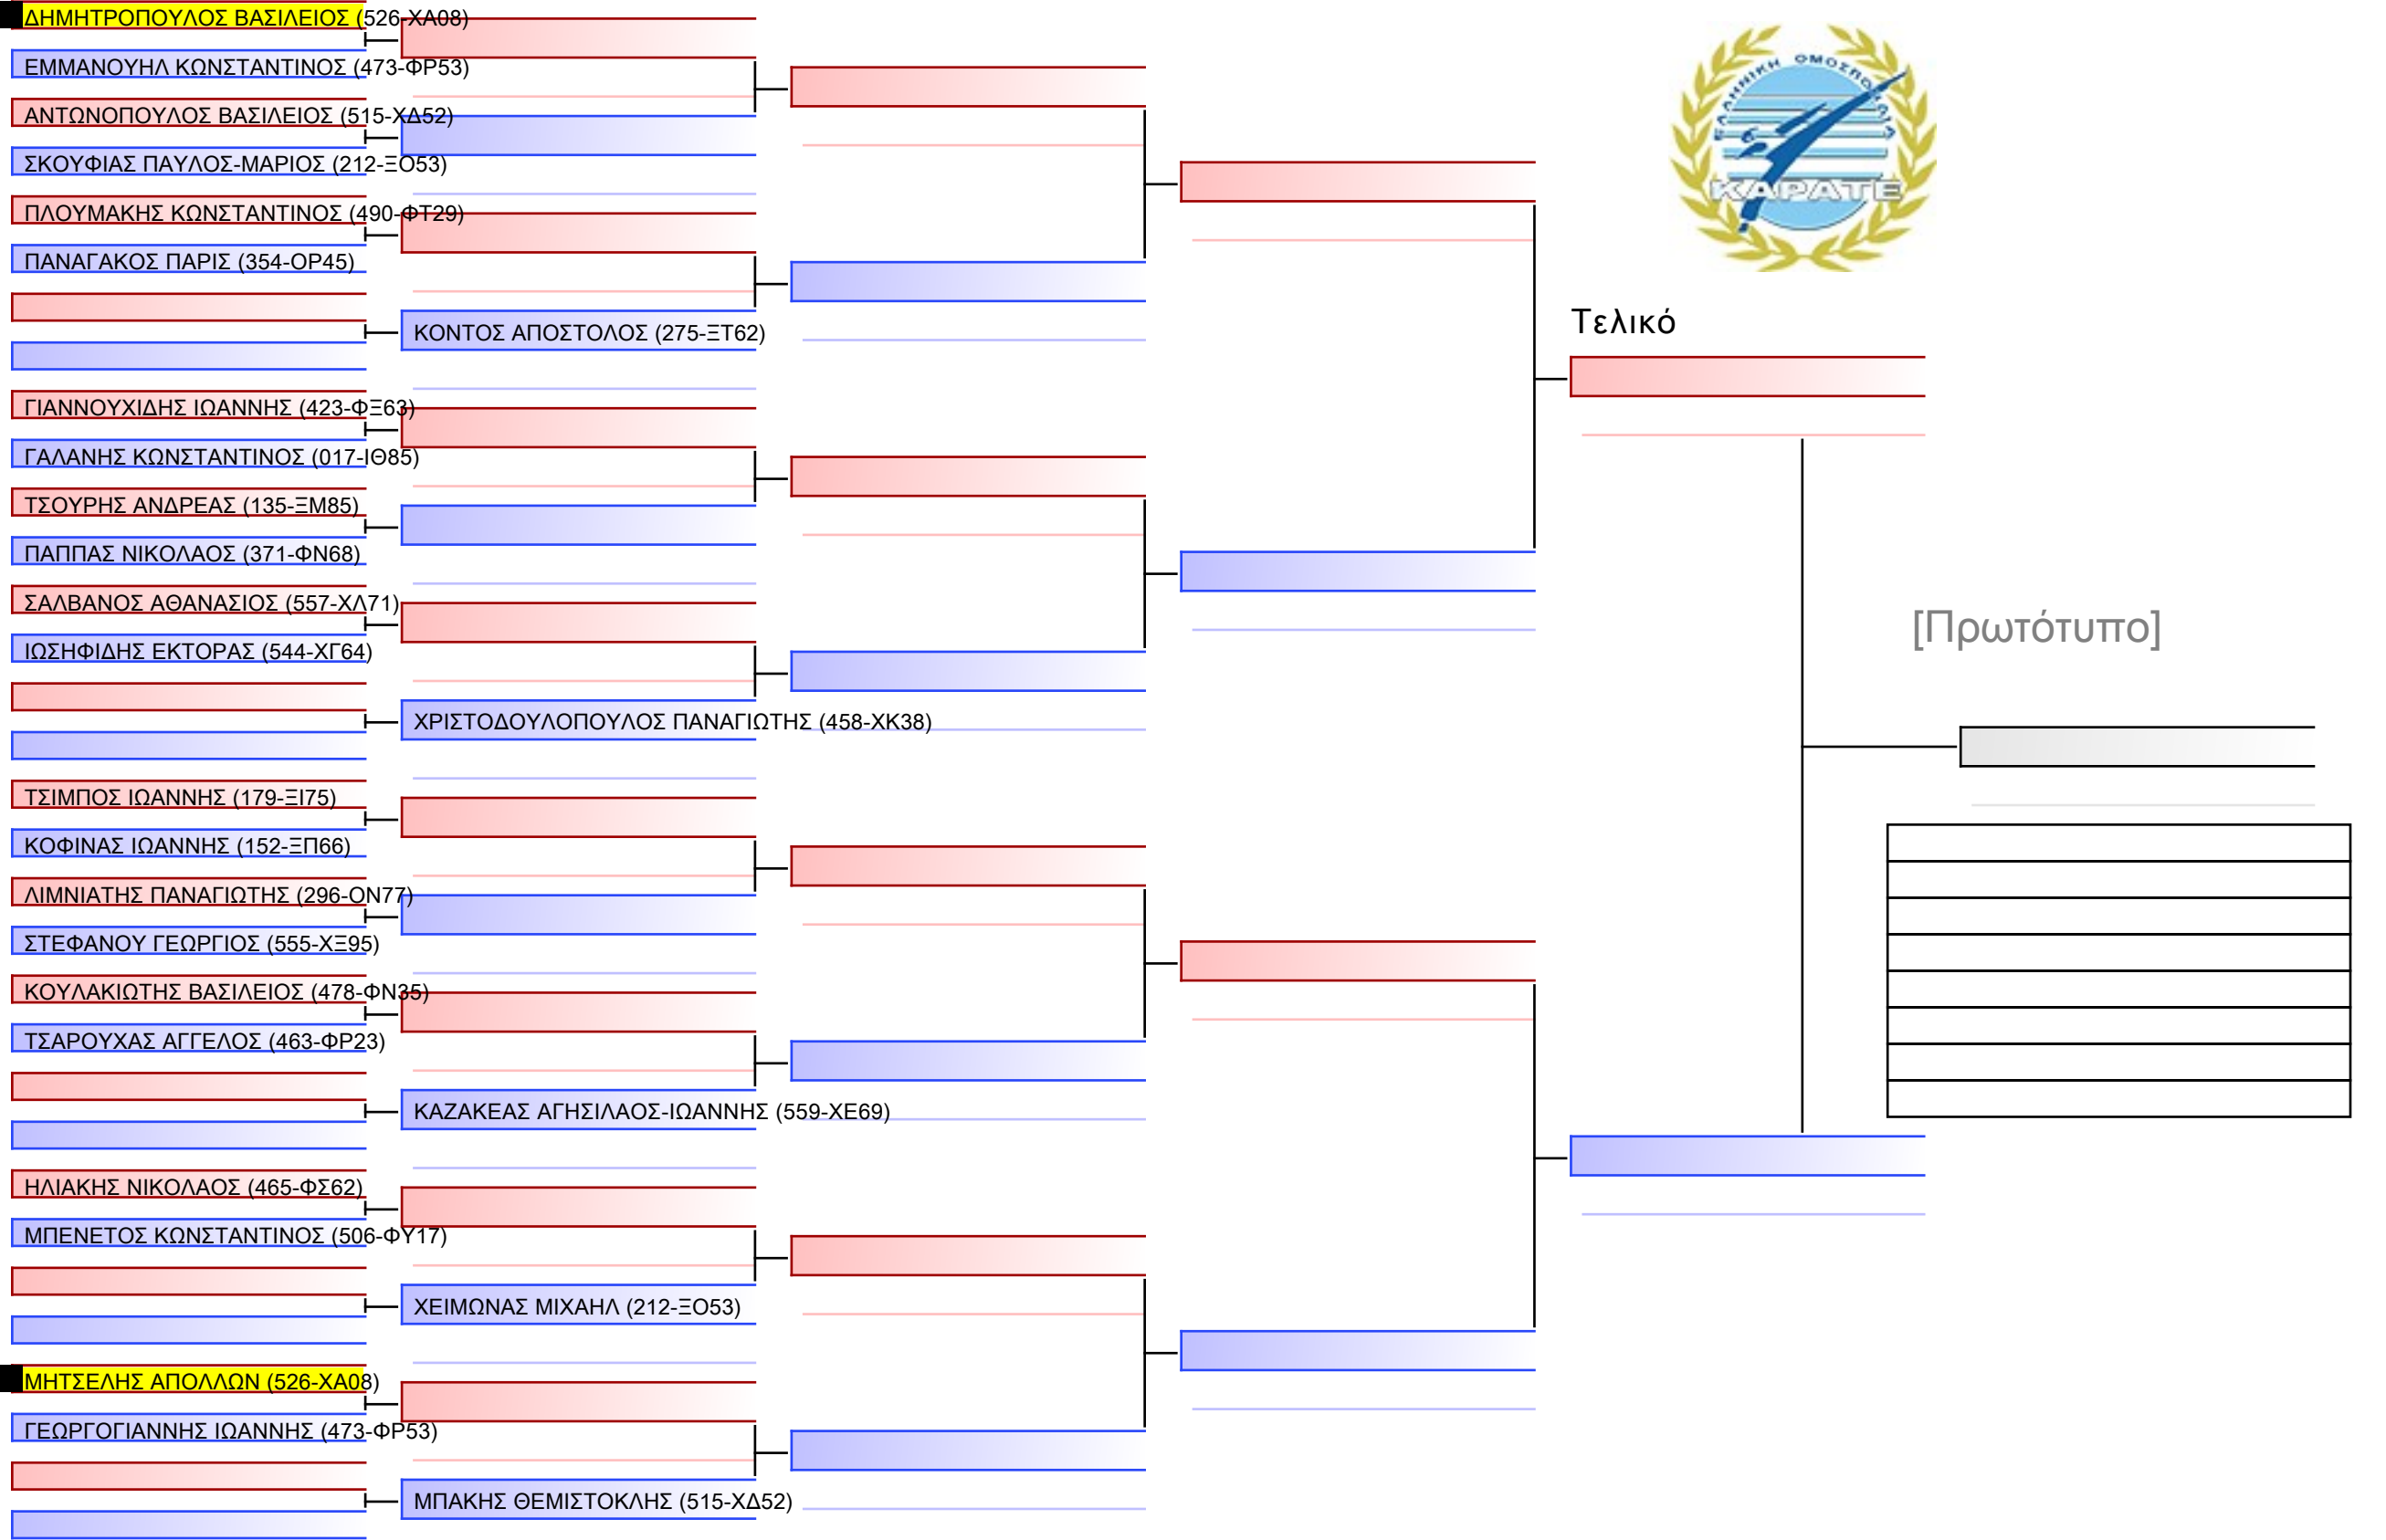 ΔΗΜΗΤΡΟΠΟΥΛΟΣ ΒΑΣΙΛΕΙΟΣ (526-ΧΑ08)
ΕΜΜΑΝΟΥΗΛ ΚΩΝΣΤΑΝΤΙΝΟΣ (473-ΦΡ53)
ΑΝΤΩΝΟΠΟΥΛΟΣ ΒΑΣΙΛΕΙΟΣ (515-ΧΔ52)
ΣΚΟΥΦΙΑΣ ΠΑΥΛΟΣ-ΜΑΡΙΟΣ (212-ΞΟ53)
ΠΛΟΥΜΑΚΗΣ ΚΩΝΣΤΑΝΤΙΝΟΣ (490-ΦΤ29)
ΠΑΝΑΓΑΚΟΣ ΠΑΡΙΣ (354-ΟΡ45)
ΚΟΝΤΟΣ ΑΠΟΣΤΟΛΟΣ (275-ΞΤ62)
ΓΙΑΝΝΟΥΧΙΔΗΣ ΙΩΑΝΝΗΣ (423-ΦΞ63)
ΓΑΛΑΝΗΣ ΚΩΝΣΤΑΝΤΙΝΟΣ (017-ΙΘ85)
ΤΣΟΥΡΗΣ ΑΝΔΡΕΑΣ (135-ΞΜ85)
ΠΑΠΠΑΣ ΝΙΚΟΛΑΟΣ (371-ΦΝ68)
ΣΑΛΒΑΝΟΣ ΑΘΑΝΑΣΙΟΣ (557-ΧΛ71)
ΙΩΣΗΦΙΔΗΣ ΕΚΤΟΡΑΣ (544-ΧΓ64)
ΧΡΙΣΤΟΔΟΥΛΟΠΟΥΛΟΣ ΠΑΝΑΓΙΩΤΗΣ (458-ΧΚ38)
ΤΣΙΜΠΟΣ ΙΩΑΝΝΗΣ (179-ΞΙ75)
ΚΟΦΙΝΑΣ ΙΩΑΝΝΗΣ (152-ΞΠ66)
ΛΙΜΝΙΑΤΗΣ ΠΑΝΑΓΙΩΤΗΣ (296-ΟΝ77)
ΣΤΕΦΑΝΟΥ ΓΕΩΡΓΙΟΣ (555-ΧΞ95)
ΚΟΥΛΑΚΙΩΤΗΣ ΒΑΣΙΛΕΙΟΣ (478-ΦΝ35)
ΤΣΑΡΟΥΧΑΣ ΑΓΓΕΛΟΣ (463-ΦΡ23)
ΚΑΖΑΚΕΑΣ ΑΓΗΣΙΛΑΟΣ-ΙΩΑΝΝΗΣ (559-ΧΕ69)
ΗΛΙΑΚΗΣ ΝΙΚΟΛΑΟΣ (465-ΦΣ62)
ΜΠΕΝΕΤΟΣ ΚΩΝΣΤΑΝΤΙΝΟΣ (506-ΦΥ17)
ΧΕΙΜΩΝΑΣ ΜΙΧΑΗΛ (212-ΞΟ53)
ΜΗΤΣΕΛΗΣ ΑΠΟΛΛΩΝ (526-ΧΑ08)
ΓΕΩΡΓΟΓΙΑΝΝΗΣ ΙΩΑΝΝΗΣ (473-ΦΡ53)
ΜΠΑΚΗΣ ΘΕΜΙΣΤΟΚΛΗΣ (515-ΧΔ52)
ΕΛΛΗΝΙΚΗ ΟΜΟΣΠΟΝΔΙΑ
ΚΑΡΑΤΕ
Τελικό
[Πρωτότυπο]